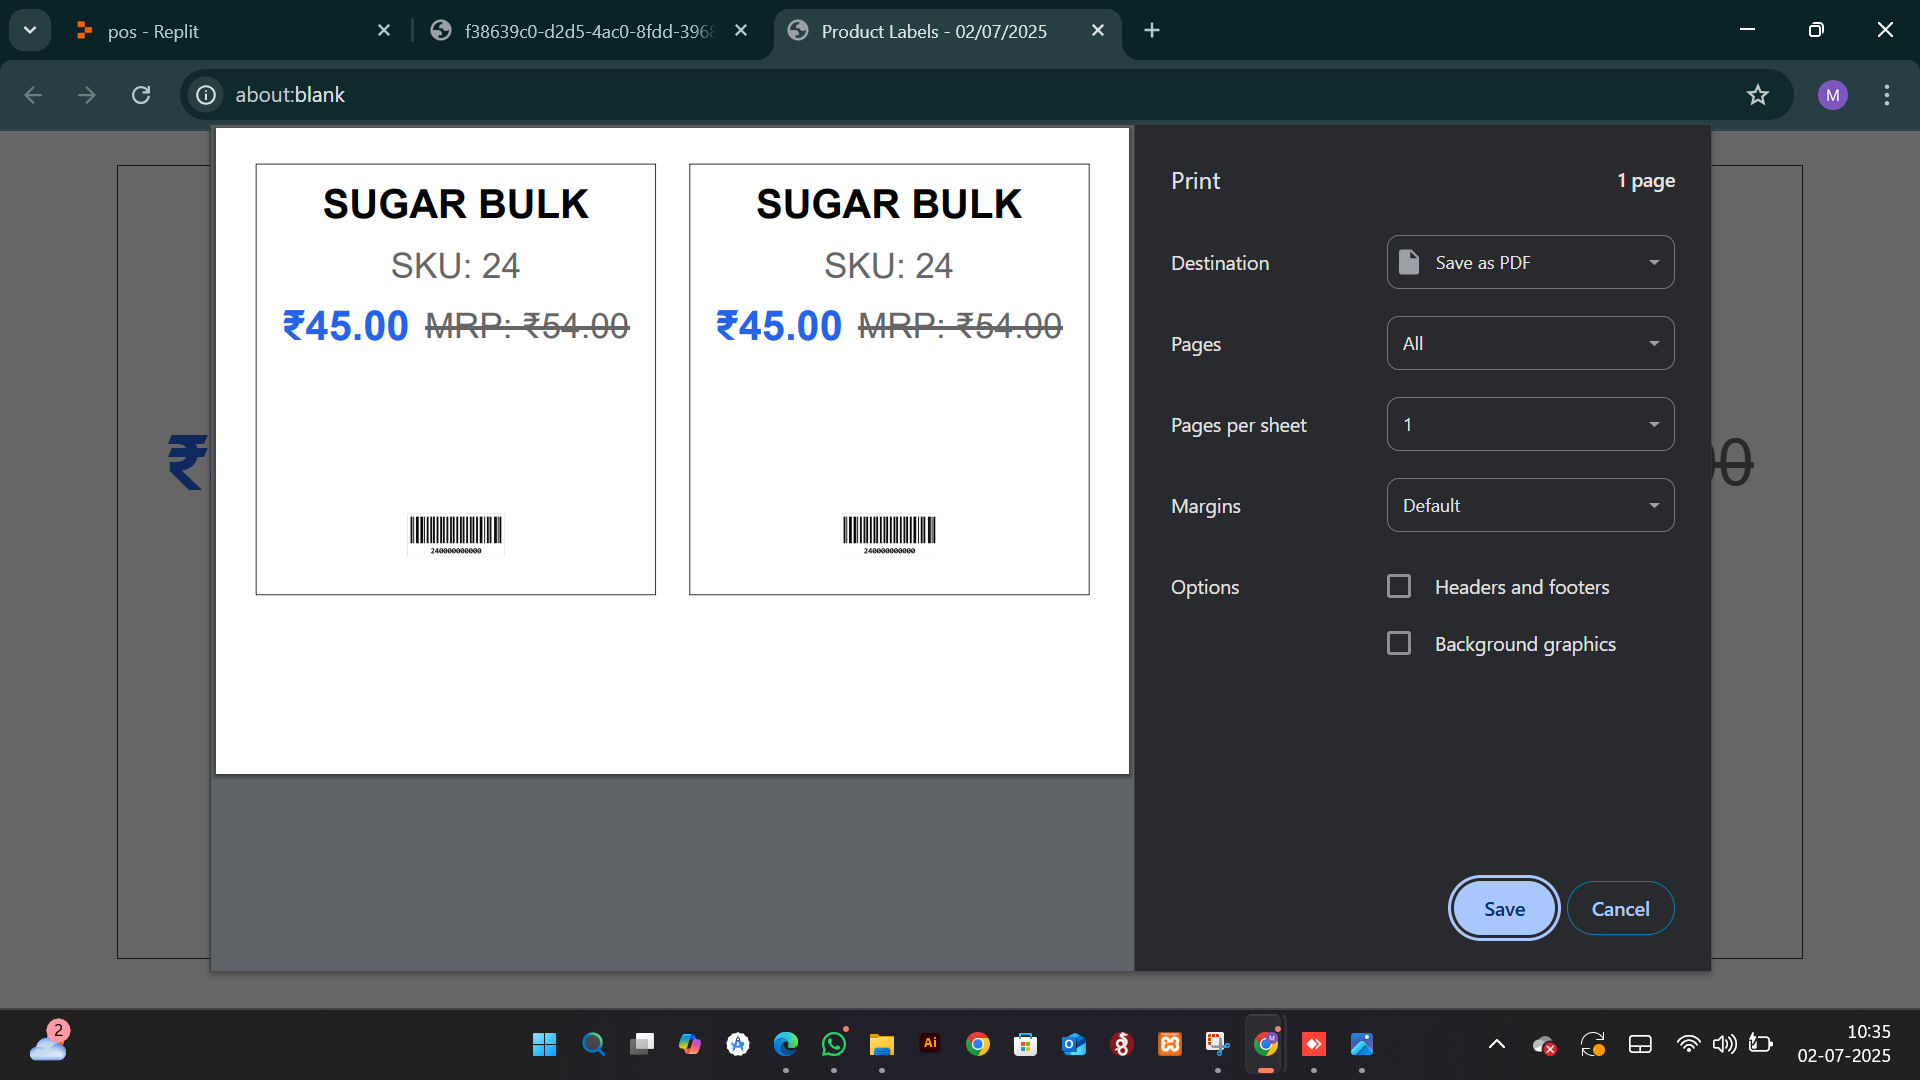 pos - Replit
f38639c0-d2d5-4ac0-8fdd-3968
Product Labels - 02/07/2025
about:blank
M
SUGAR BULK
SKU: 24
₹45.00 MRP: ₹54.00
240000000000
SUGAR BULK
SKU: 24
₹45.00 MRP: ₹54.00
240000000000
Print
1 page
Destination
Save as PDF
Pages
All
Pages per sheet
1
Margins
Default
Options
Headers and footers
Background graphics
Save
Cancel
₹
0
2
Ai
10:35
02-07-2025